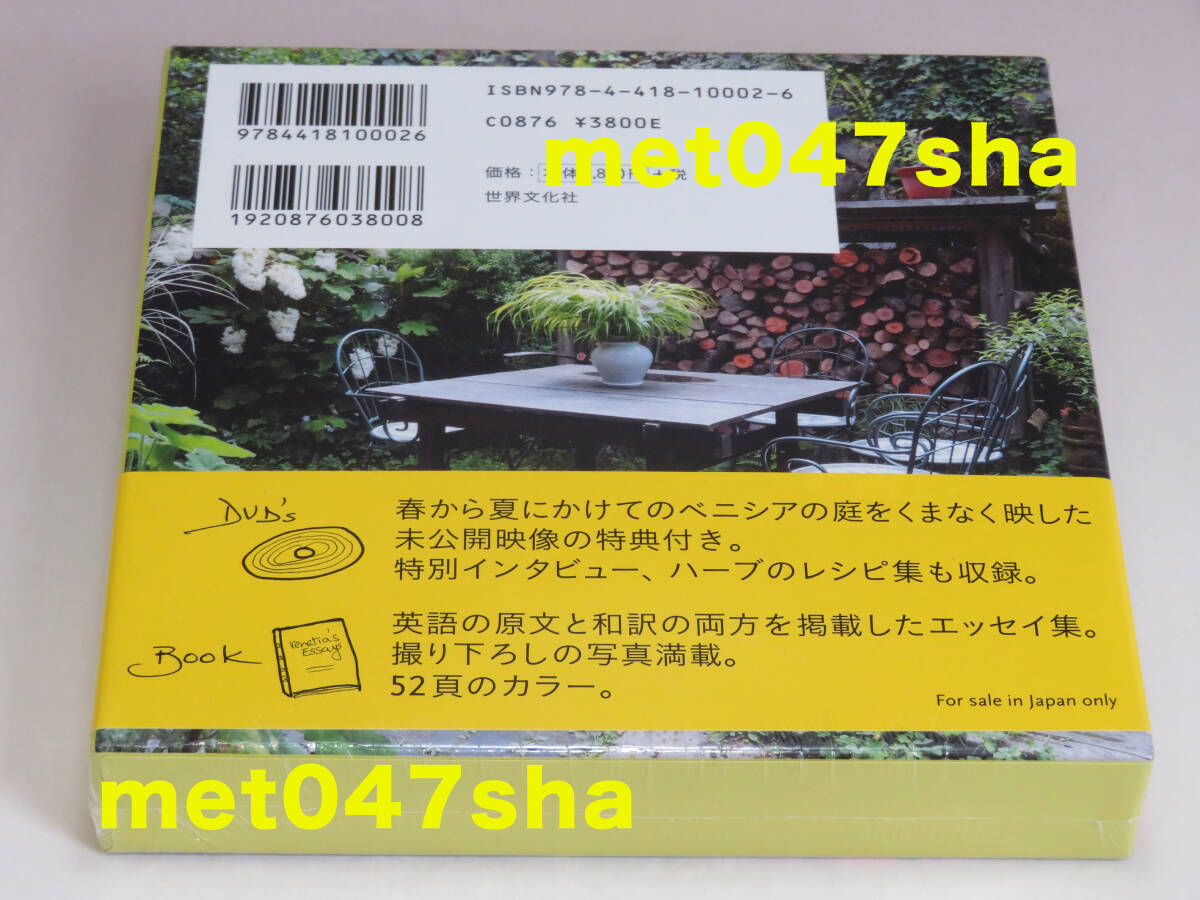 ISBN978-4-418-10002-6
9784418100026
C0876 ¥3800E
met047sha
価格:
税
世界文化社
1920876038008
DVD's
春から夏にかけてのベニシアの庭をくまなく映した
未公開映像の特典付き。
特別インタビュー、ハーブのレシピ集も収録。
Book
Venetia's
Essays
英語の原文と和訳の両方を掲載したエッセイ集。
撮り下ろしの写真満載。
52頁のカラー。
For sale in Japan only
met047sha